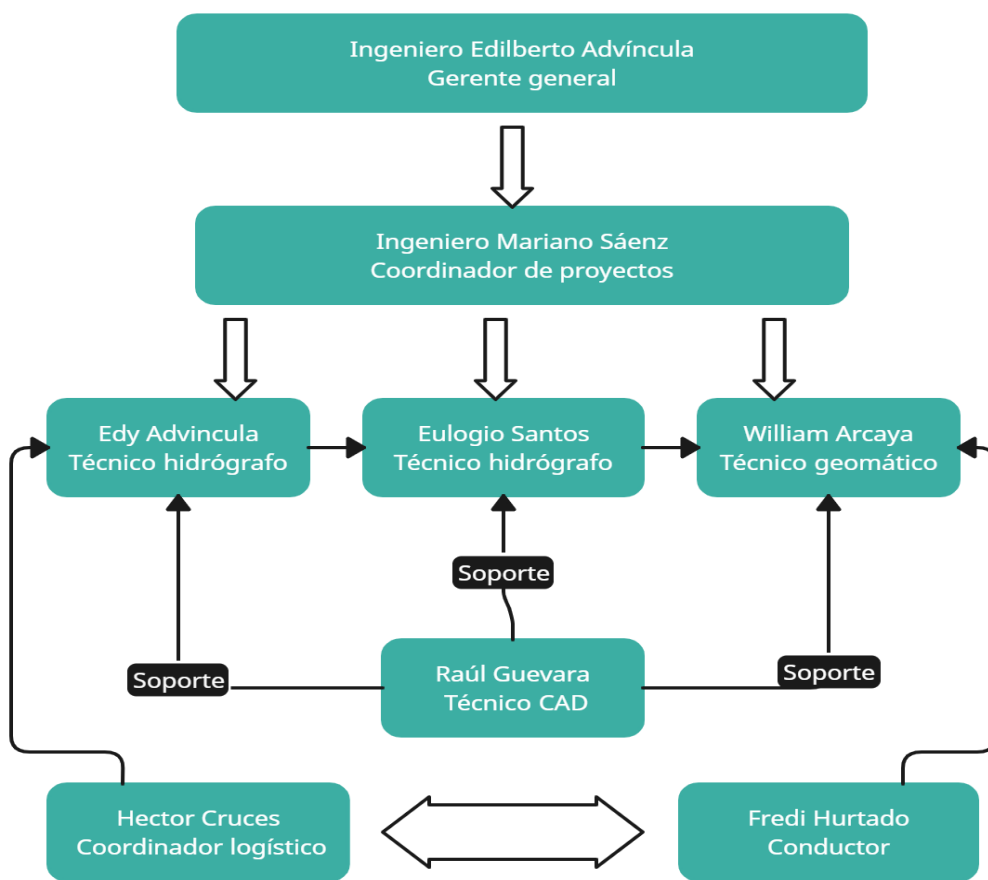 Ingeniero Edilberto Advíncula
Gerente general
Ingeniero Mariano Sáenz
Coordinador de proyectos
Edy Advincula
Técnico hidrógrafo
Eulogio Santos
Técnico hidrógrafo
William Arcaya
Técnico geomático
Soporte
Soporte
Soporte
Raúl Guevara
Técnico CAD
Hector Cruces
Coordinador logístico
Fredi Hurtado
Conductor